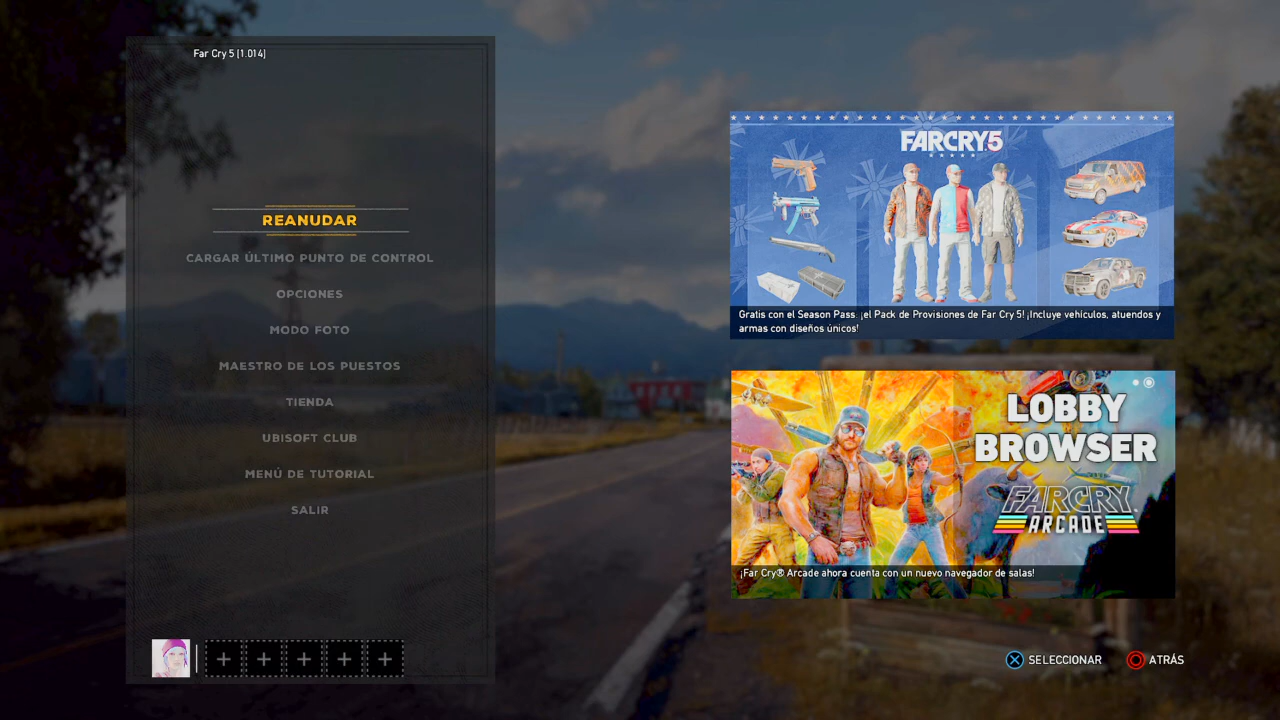 Far Cry 5 [1.014]
REANUDAR
CARGAR ÚLTIMO PUNTO DE CONTROL
OPCIONES
MODO FOTO
MAESTRO DE LOS PUESTOS
TIENDA
UBISOFT CLUB
MENÚ DE TUTORIAL
SALIR
FARCRY5
Gratis con el Season Pass: ¡el Pack de Provisiones de Far Cry 5! ¡Incluye vehículos, atuendos y
armas con diseños únicos!
LOBBY
BROWSER
FARCRY
ARCADE
¡Far Cry® Arcade ahora cuenta con un nuevo navegador de salas!
SELECCIONAR
ATRÁS